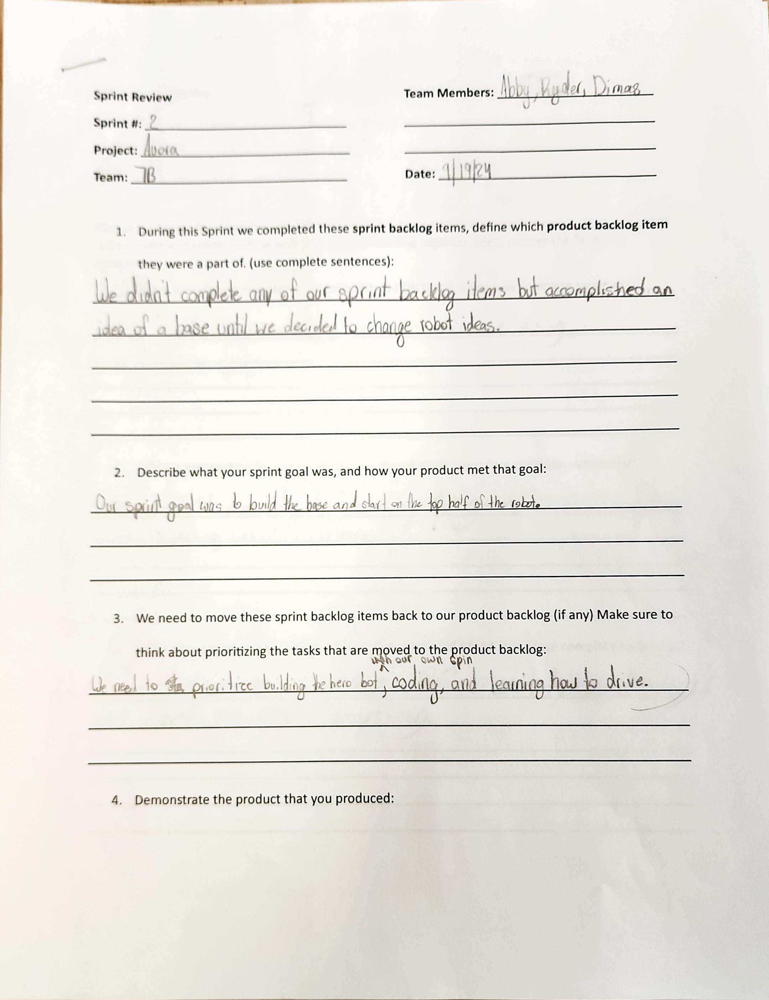 Sprint Review
Team Members: Abby, Ryder, Dimas
Sprint #: 2
Project: Auora
Team: 7B
Date: 9/19/24
1. During this Sprint we completed these sprint backlog items, define which product backlog item
they were a part of. (use complete sentences):
We didn't complete any of our sprint backlog items but accomplished an
idea of a base until we decided to change robot ideas.
2. Describe what your sprint goal was, and how your product met that goal:
Our sprint goal was to build the base and start on the top half of the robot.
3. We need to move these sprint backlog items back to our product backlog (if any) Make sure to
think about prioritizing the tasks that are moved to the product backlog:
with our own spin
We need to prioritize building the hero bot, coding, and learning how to drive.
4. Demonstrate the product that you produced: